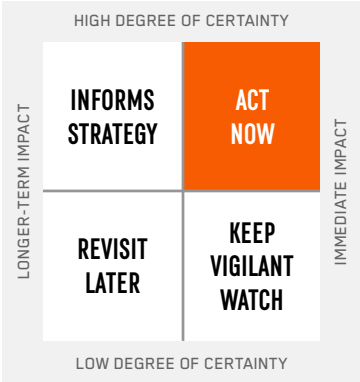 HIGH DEGREE OF CERTAINTY
LONGER-TERM IMPACT
INFORMS
STRATEGY
ACT
NOW
IMMEDIATE IMPACT
REVISIT
LATER
KEEP
VIGILANT
WATCH
LOW DEGREE OF CERTAINTY